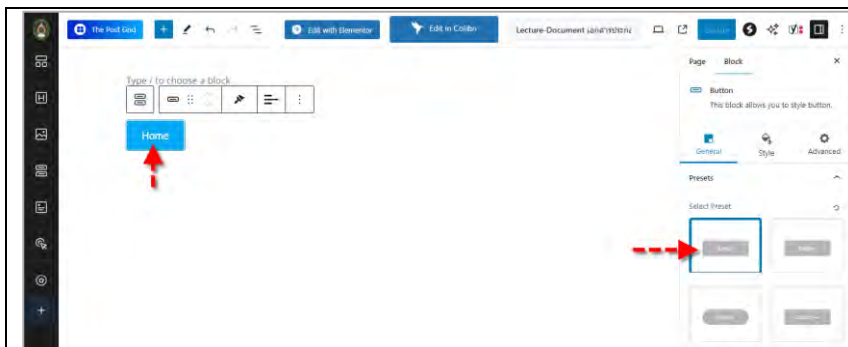 The Post Grid
Edit with Elementor
Edit in Colibri
Lecture-Document
Page Block
Type / to choose a block
Button
This block allows you to style button.
Home
General Style Advanced
Presets
Select Preset